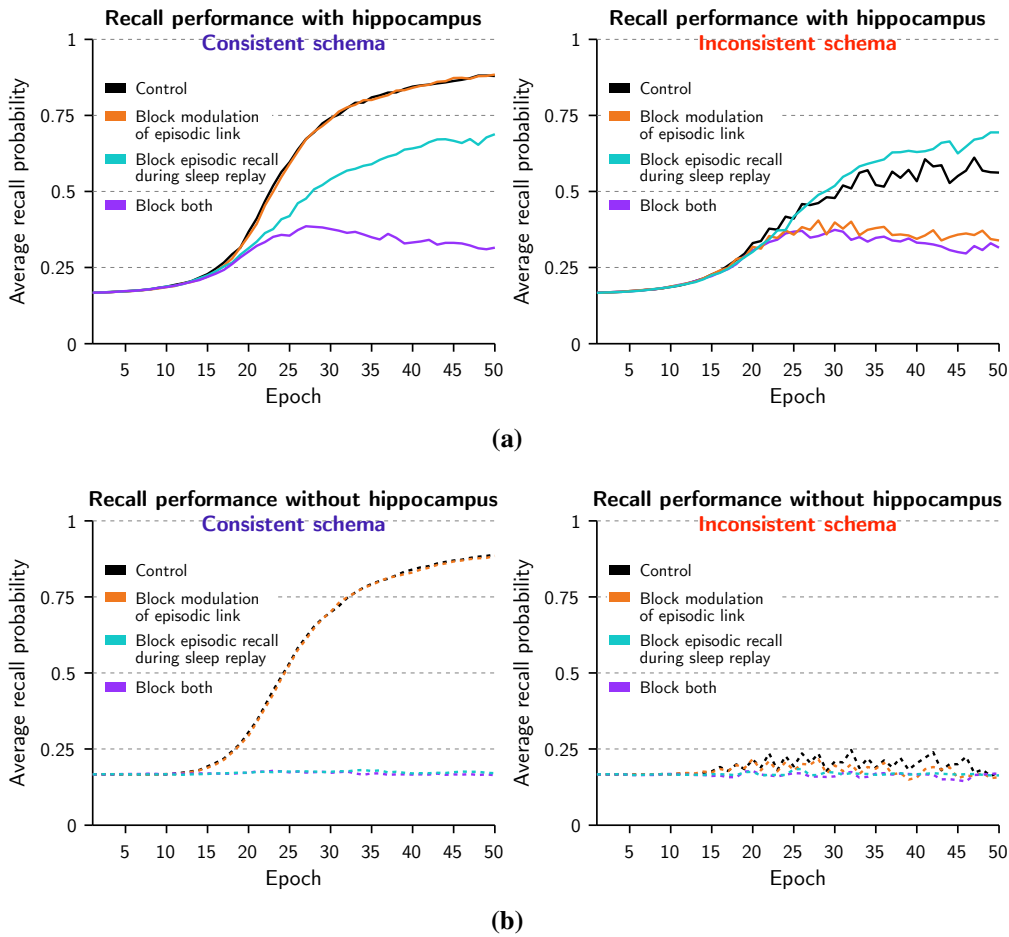 Recall performance with hippocampus
Consistent schema
Average recall probability
1
0.75
0.5
0.25
0
Control
Block modulation
of episodic link
Block episodic recall
during sleep replay
Block both
5 10 15 20 25 30 35 40 45 50
Epoch
Recall performance with hippocampus
Inconsistent schema
Average recall probability
1
0.75
0.5
0.25
0
Control
Block modulation
of episodic link
Block episodic recall
during sleep replay
Block both
5 10 15 20 25 30 35 40 45 50
Epoch
(a)
Recall performance without hippocampus
Consistent schema
Average recall probability
1
0.75
0.5
0.25
0
Control
Block modulation
of episodic link
Block episodic recall
during sleep replay
Block both
5 10 15 20 25 30 35 40 45 50
Epoch
Recall performance without hippocampus
Inconsistent schema
Average recall probability
1
0.75
0.5
0.25
0
Control
Block modulation
of episodic link
Block episodic recall
during sleep replay
Block both
5 10 15 20 25 30 35 40 45 50
Epoch
(b)